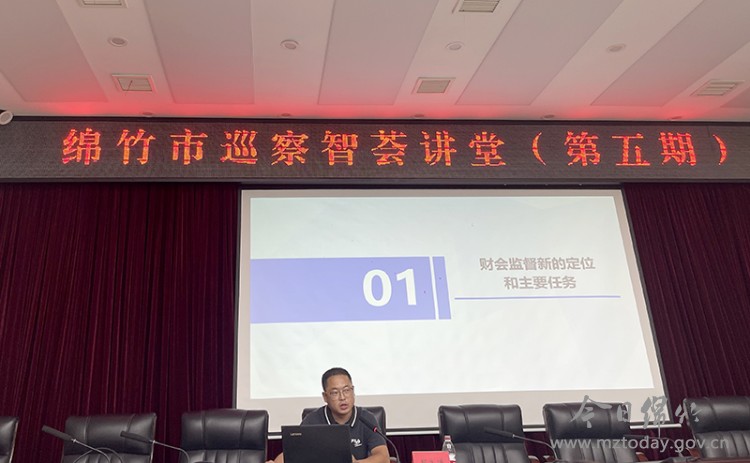 绵竹市巡察智荟讲堂（第五期）
01
财会监督新的定位
和主要任务
FILA
今日绵竹
www.mztoday.gov.cn